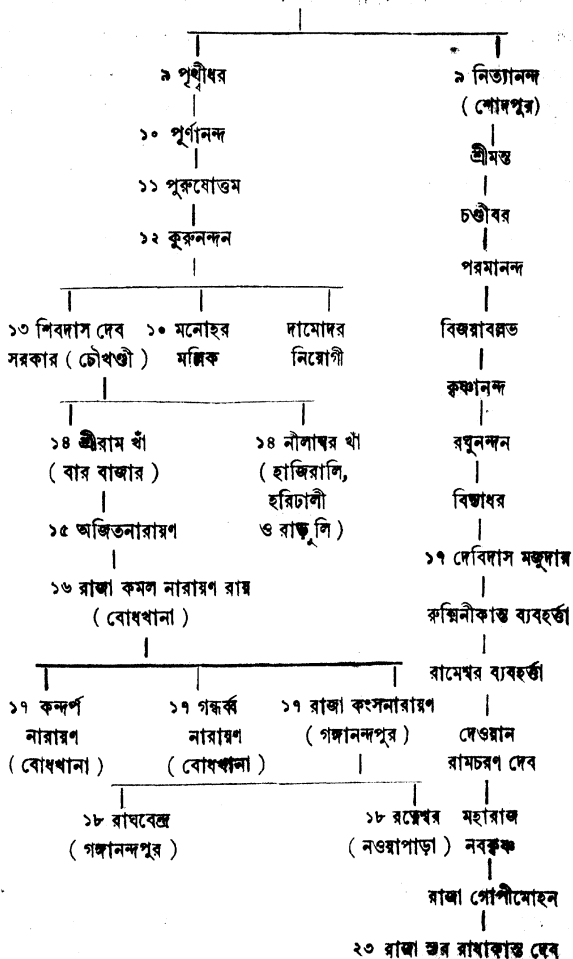 ৯ পৃথ্বীধর
৯ নিত্যানন্দ
( শোদপুর )
১০ পূর্ণানন্দ
শ্রীমন্ত
১১ পুরুষোত্তম
চণ্ডীবর
১২ কুরুনন্দন
পরমানন্দ
১৩ শিবদাস দেব ১০ মনোহর দামোদর বিজয়াবল্লভ
সরকার ( চৌখণ্ডী ) মল্লিক নিয়োগী
কৃষ্ণানন্দ
১৪ শ্রীরাম খাঁ ১৪ নীলাম্বর খাঁ রঘুনন্দন
( বার বাজার ) ( হাজিরালি,
হরিঢালী বিদ্যাধর
১৫ অজিতনারায়ণ ও রাড়ুলি )
১৭ দেবিদাস মজুদার
১৬ রাজা কমল নারায়ণ রায়
( বোধখানা ) রুক্মিনীকান্ত ব্যবহর্ত্তা
রামেশ্বর ব্যবহর্ত্তা
১৭ কন্দর্প ১৭ গন্ধর্ব্ব ১৭ রাজা কংসনারায়ণ
নারায়ণ নারায়ণ ( গঙ্গানন্দপুর ) দেওয়ান
( বোধখানা ) ( বোধখানা ) রামচরণ দেব
১৮ রাঘবেন্দ্র ১৮ রত্নেশ্বর মহারাজ
( গঙ্গানন্দপুর ) ( নওয়াপাড়া ) নবকৃষ্ণ
রাজা গোপীমোহন
২৩ রাজা স্তর রাধাকান্ত দেব